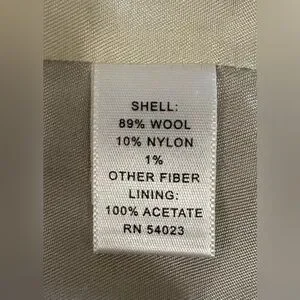 SHELL:
89% WOOL
10% NYLON
1%
OTHER FIBER
LINING:
100% ACETATE
RN 54023